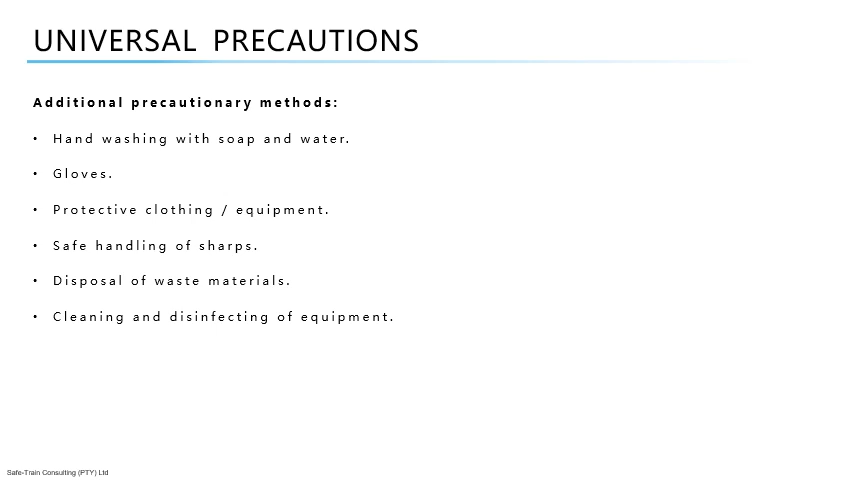 UNIVERSAL PRECAUTIONS
Additional precautionary methods:
• Hand washing with soap and water.
• Gloves.
• Protective clothing / equipment.
• Safe handling of sharps.
• Disposal of waste materials.
• Cleaning and disinfecting of equipment.
Safe-Train Consulting (PTY) Ltd